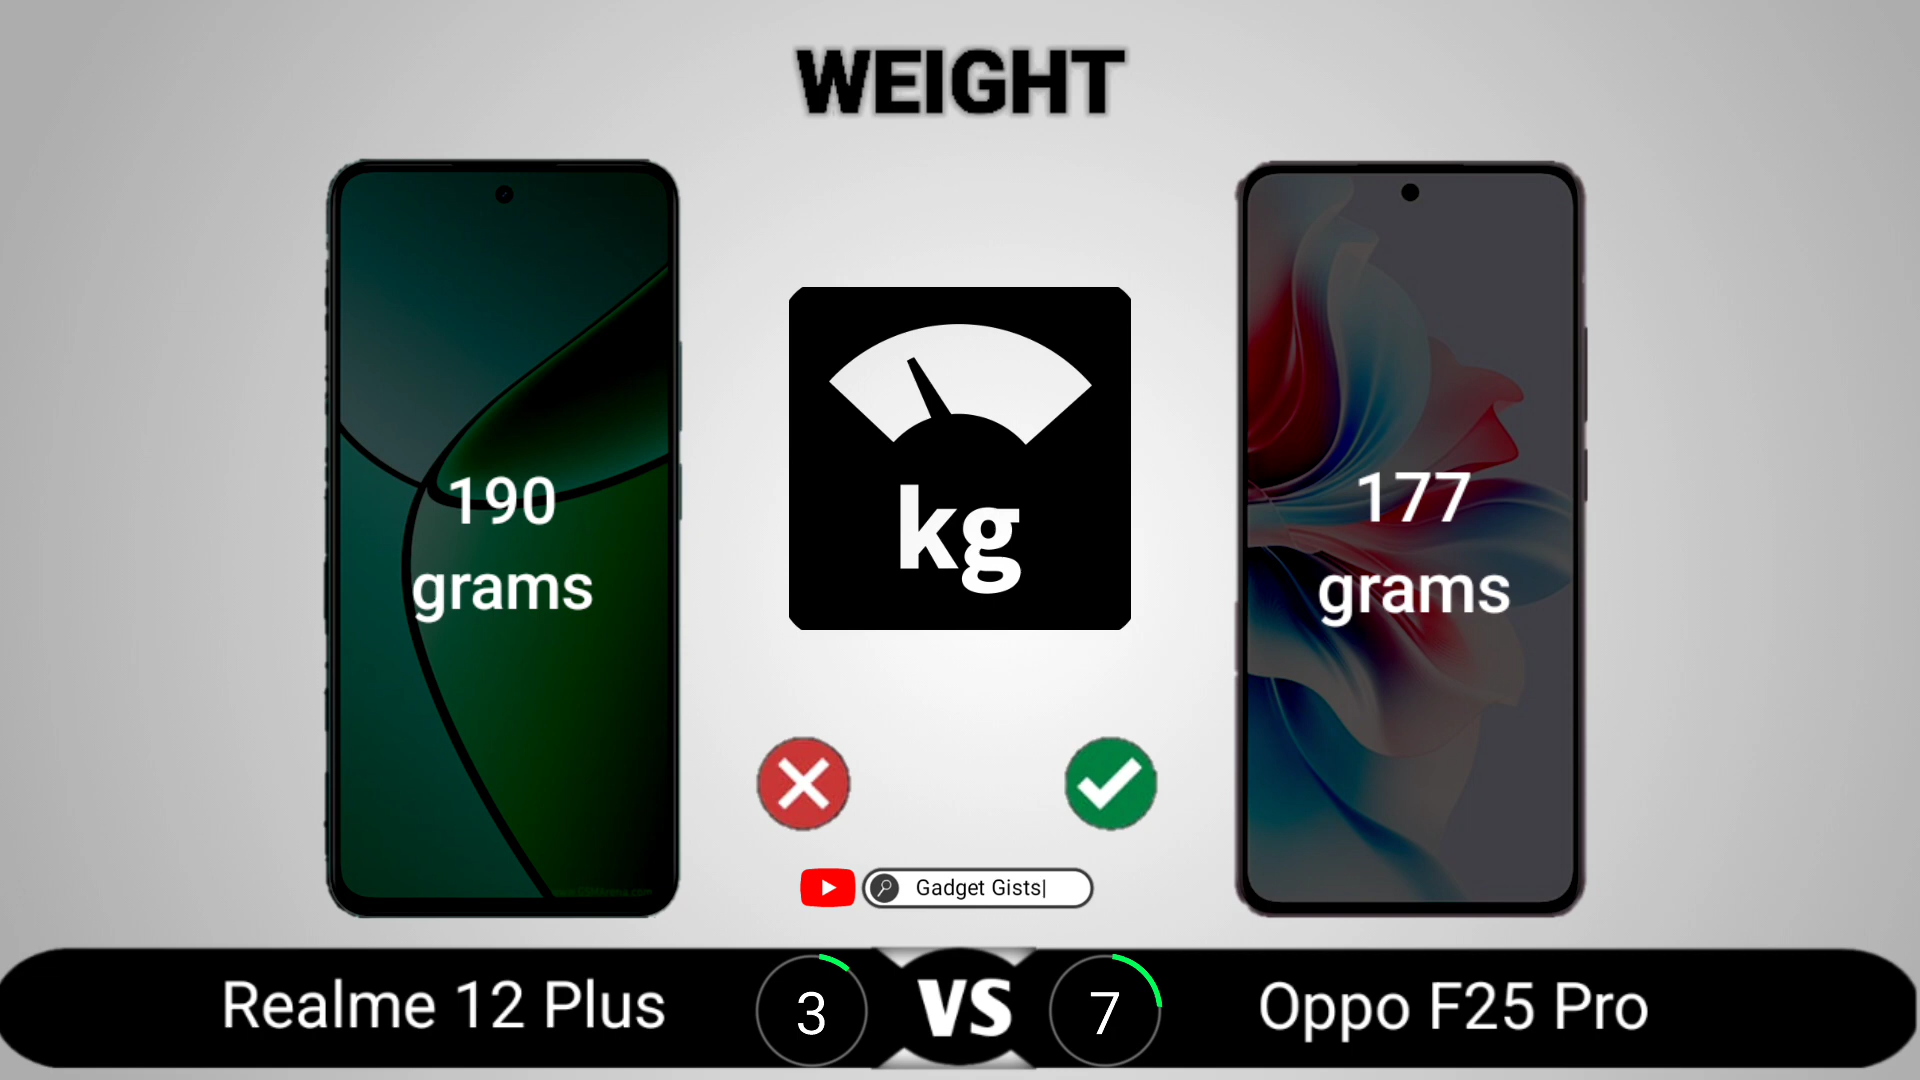 WEIGHT
190
grams
kg
177
grams
Gadget Gists|
Realme 12 Plus
3
VS
7
Oppo F25 Pro